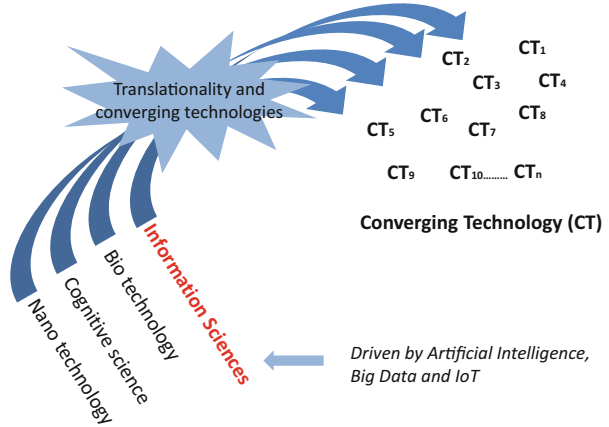 Translationality and
converging technologies
CT1
CT2
CT3
CT4
CT5
CT6
CT7
CT8
CT9
CT10......... CTn
Converging Technology (CT)
Nano technology
Cognitive science
Bio technology
Information Sciences
Driven by Artificial Intelligence,
Big Data and IoT